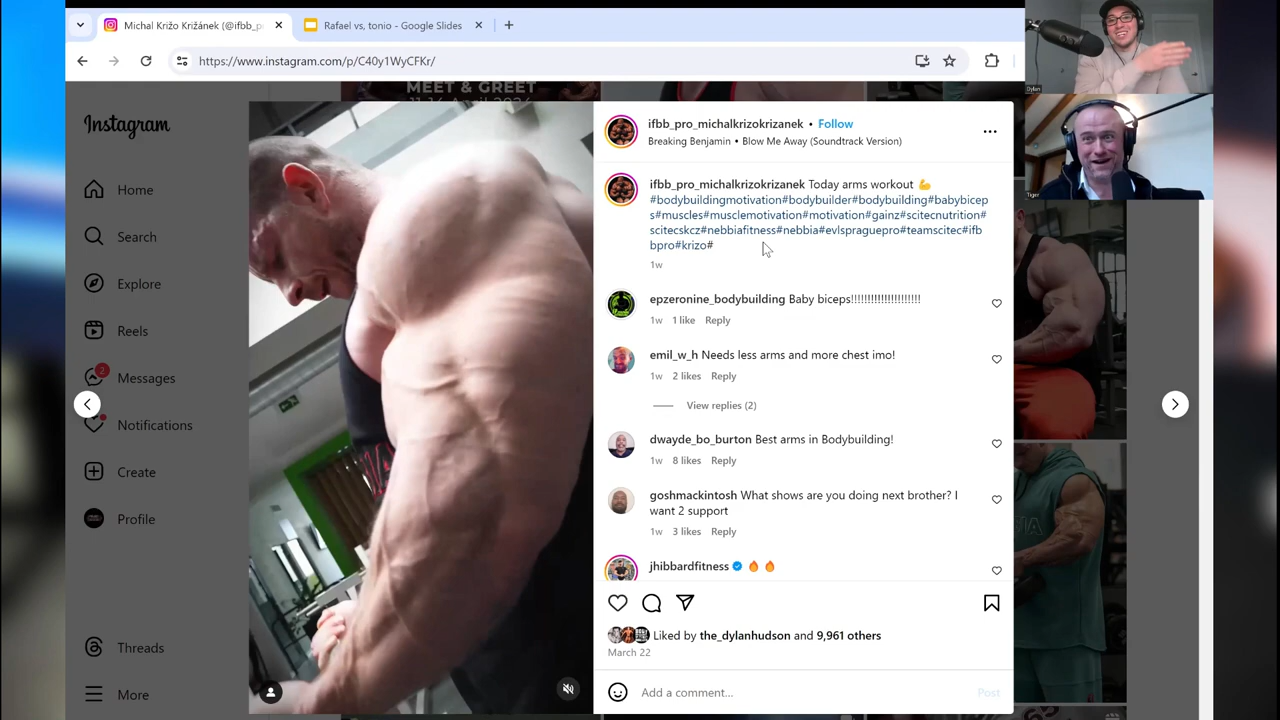 Michal Križo Križánek (@ifbb_p
Rafael vs. tonio - Google Slides
https://www.instagram.com/p/C40y1WyCFKr/
MEET & GREET
11-14 April 2024
Dylan
Instagram
Home
Search
Explore
Reels
2
Messages
Notifications
Create
Profile
Threads
More
ifbb_pro_michalkrizokrizanek • Follow
Breaking Benjamin • Blow Me Away (Soundtrack Version)
ifbb_pro_michalkrizokrizanek Today arms workout 💪
#bodybuildingmotivation#bodybuilder#bodybuilding#babybicep
s#muscles#musclemotivation#motivation#gainz#scitecnutrition#
scitecskcz#nebbiafitness#nebbia#evlspraguepro#teamscitec#ifb
bpro#krizo#
1w
epzeronine_bodybuilding Baby biceps!!!!!!!!!!!!!!!!!!!!!
1w 1 like Reply
emil_w_h Needs less arms and more chest imo!
1w 2 likes Reply
View replies (2)
dwayde_bo_burton Best arms in Bodybuilding!
1w 8 likes Reply
goshmackintosh What shows are you doing next brother? I
want 2 support
1w 3 likes Reply
jhibbardfitness 🔥 🔥
Liked by the_dylanhudson and 9,961 others
March 22
Add a comment...
Post